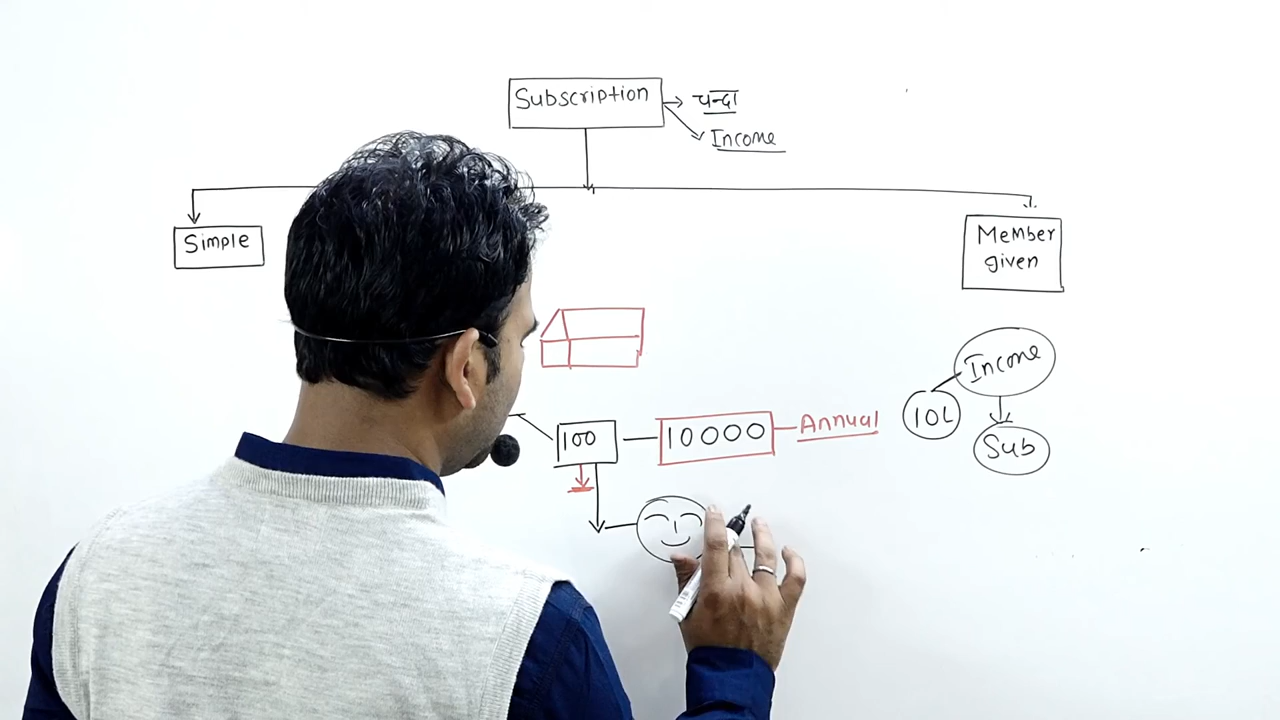 Subscription
चन्दा
Income
Simple
Member
given
Income
10L
Sub
100
10000
Annual